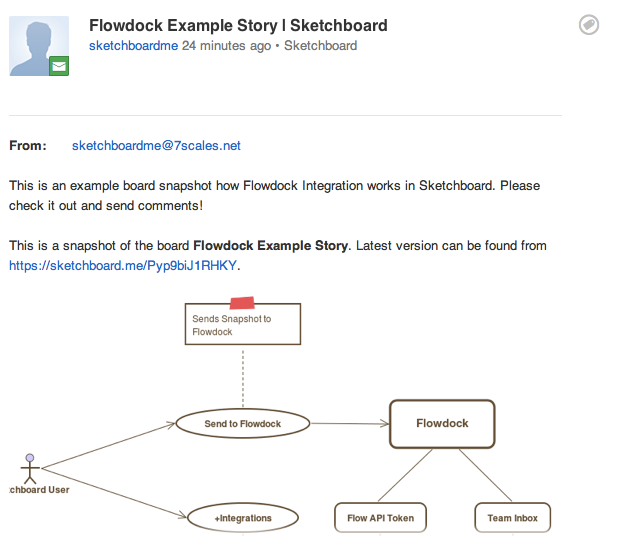 Flowdock Example Story | Sketchboard
sketchboardme 24 minutes ago • Sketchboard
From: sketchboardme@7scales.net
This is an example board snapshot how Flowdock Integration works in Sketchboard. Please
check it out and send comments!
This is a snapshot of the board Flowdock Example Story. Latest version can be found from
https://sketchboard.me/Pyp9biJ1RHKY.
Sends Snapshot to
Flowdock
Send to Flowdock
Flowdock
chboard User
+Integrations
Flow API Token
Team Inbox